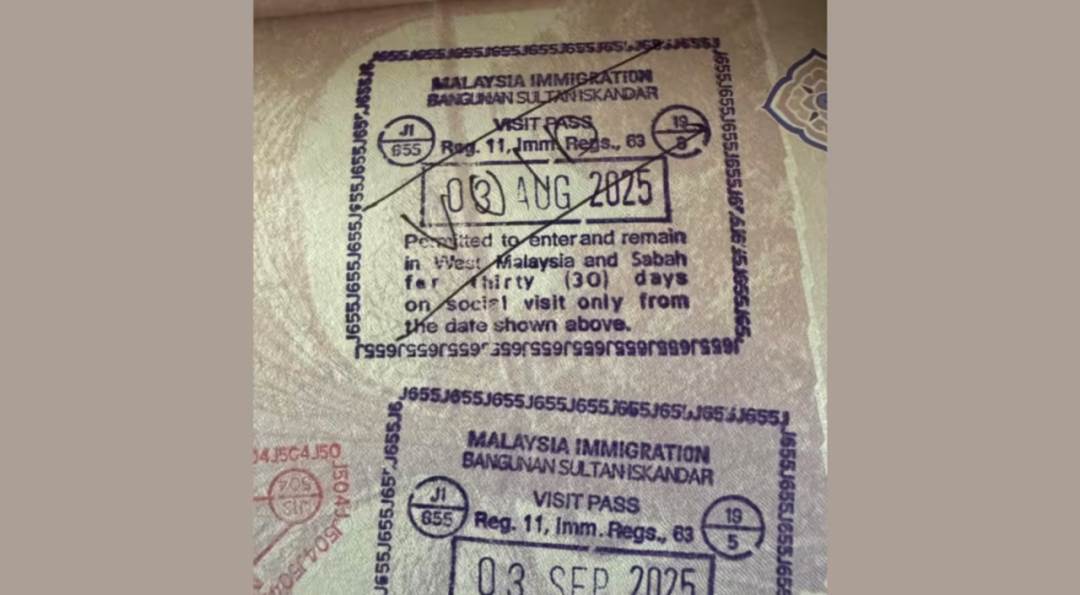 J655J655J655J655J655J655J655J655J655J
MALAYSIA IMMIGRATION
BANGUNAN SULTAN ISKANDAR
VISIT PASS
J1
655
Reg. 11, Imm. Regs., 63
19
03 AUG 2025
Permitted to enter and remain
in West Malaysia and Sabah
for thirty (30) days
on social visit only from
the date shown above.
J655J655J655J655J655J655J655J655J655J
MALAYSIA IMMIGRATION
BANGUNAN SULTAN ISKANDAR
VISIT PASS
J1
655
Reg. 11, Imm. Regs., 63
19
5
03 SEP 2025
J504J504J504